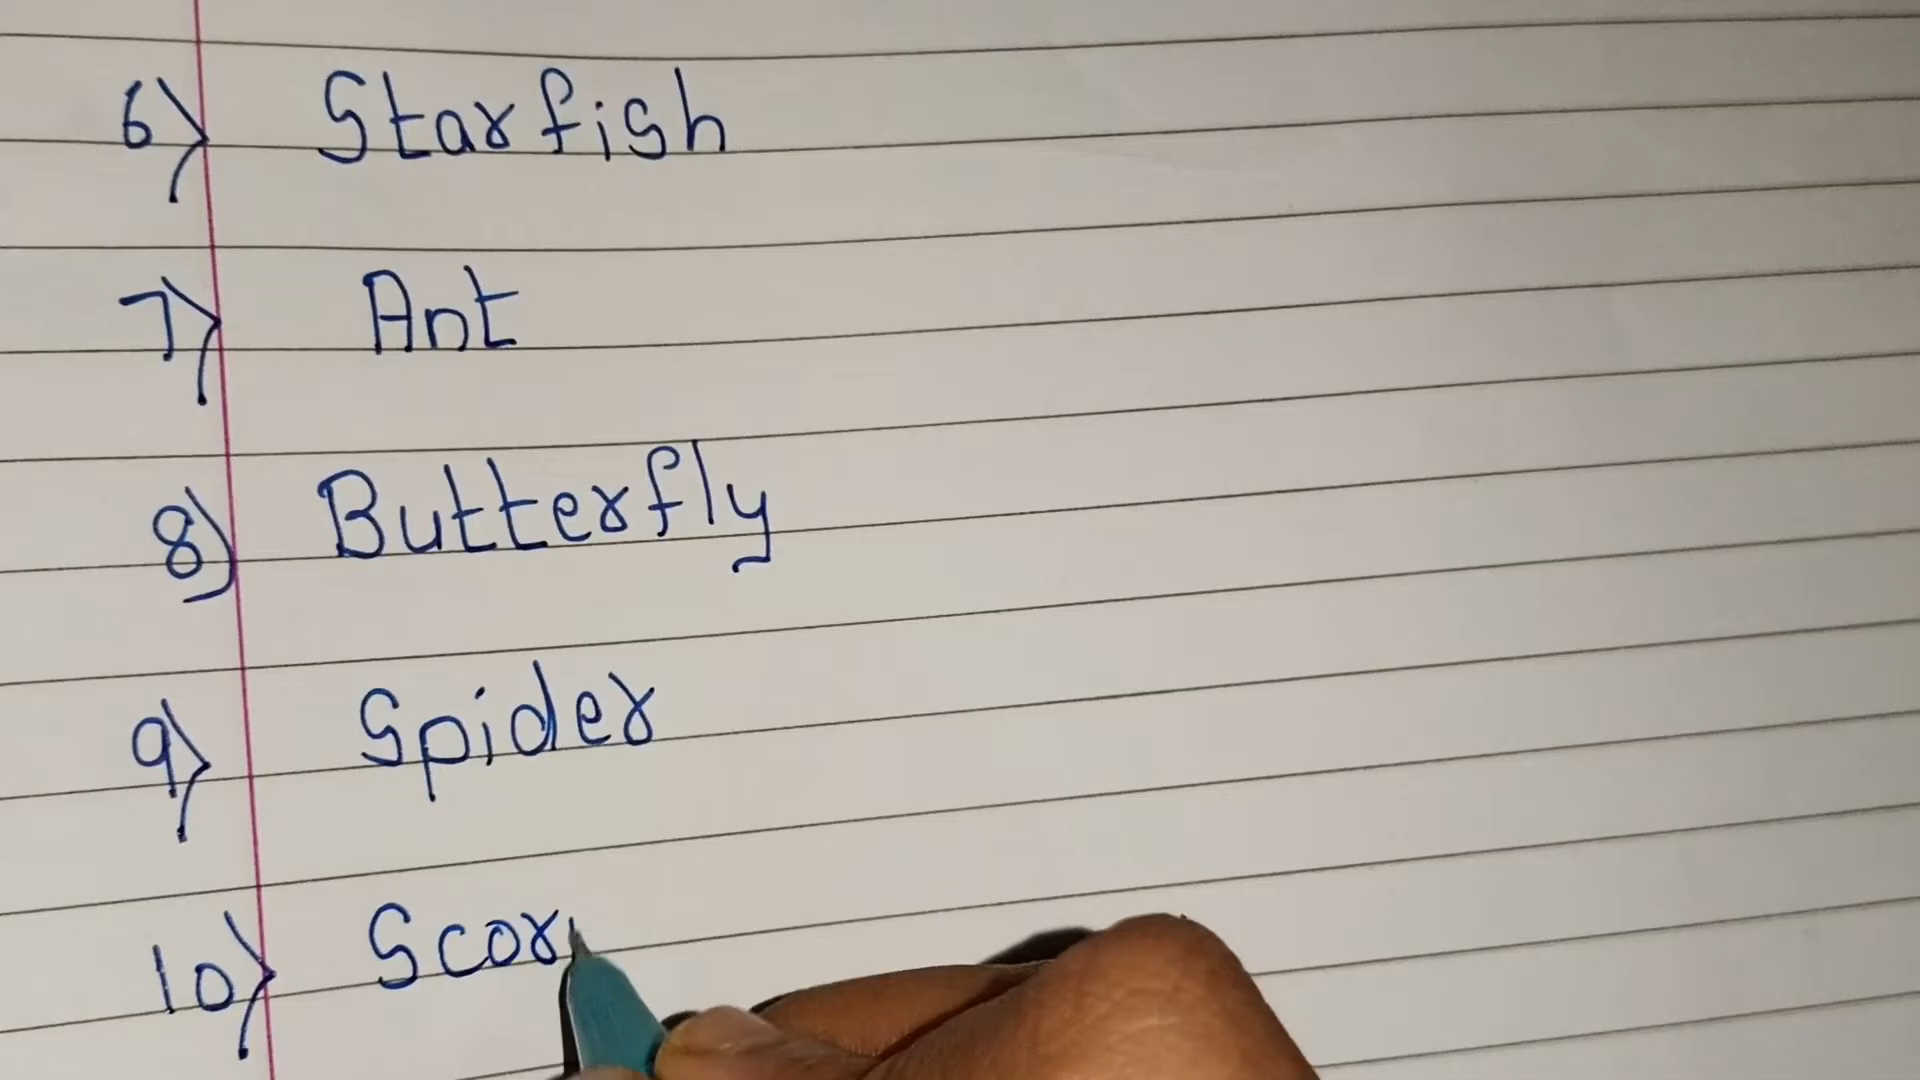 6) Starfish
7) Ant
8) Butterfly
9) Spider
10) Scor